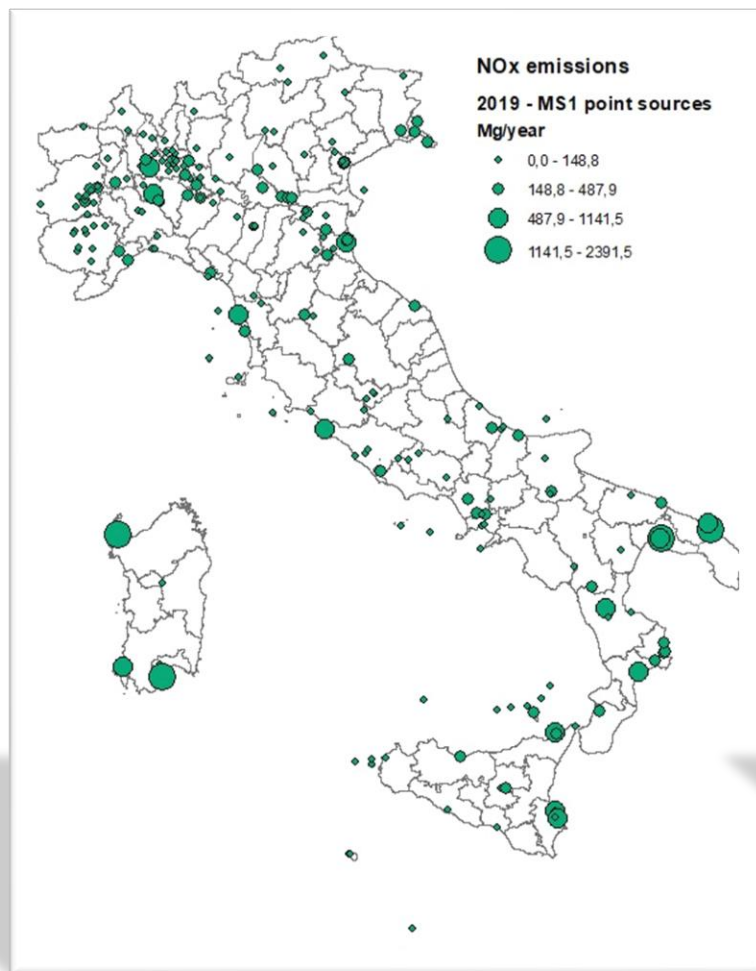 NOx emissions
2019 - MS1 point sources
Mg/year
0,0 - 148,8
148,8 - 487,9
487,9 - 1141,5
1141,5 - 2391,5